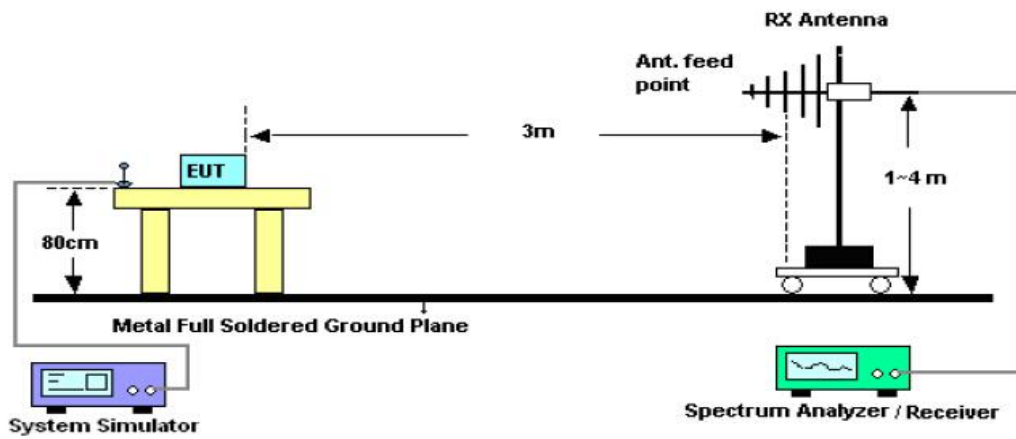 RX Antenna
Ant. feed
point
3m
EUT
1~4 m
80cm
Metal Full Soldered Ground Plane
System Simulator
Spectrum Analyzer / Receiver